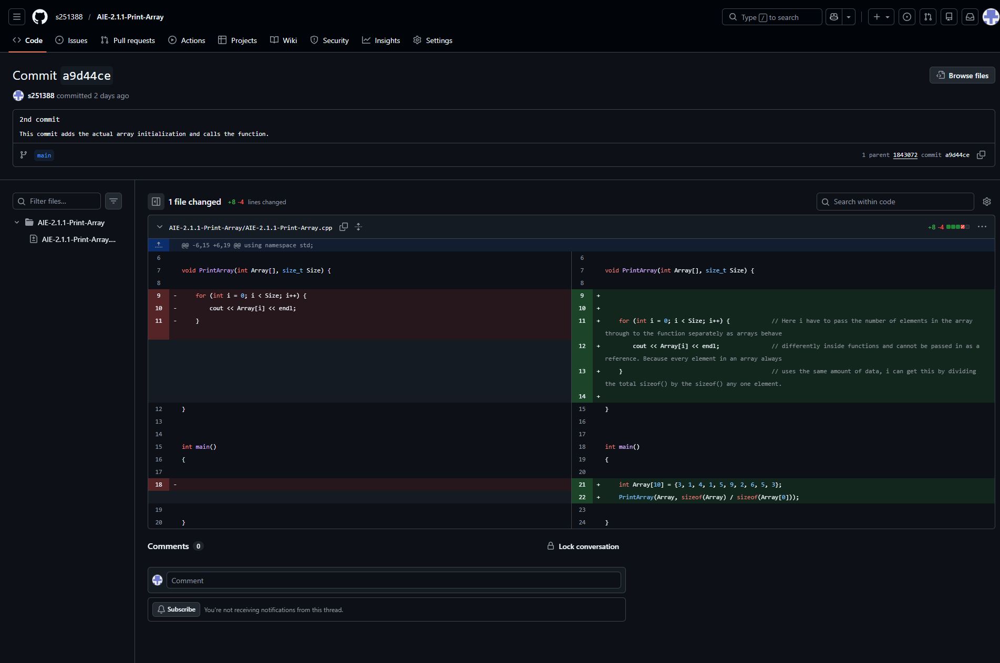 s251388 / AIE-2.1.1-Print-Array
Type / to search
Code Issues Pull requests Actions Projects Wiki Security Insights Settings
Commit a9d44ce
Browse files
s251388 committed 2 days ago
2nd commit
This commit adds the actual array initialization and calls the function.
main
1 parent 1843072 commit a9d44ce
Filter files...
AIE-2.1.1-Print-Array
AIE-2.1.1-Print-Array....
1 file changed +8 -4 lines changed
Search within code
AIE-2.1.1-Print-Array/AIE-2.1.1-Print-Array.cpp
+8 -4
@@ -6,15 +6,19 @@ using namespace std;
6
7 void PrintArray(int Array[], size_t Size) {
8
9 - for (int i = 0; i < Size; i++) {
10 - cout << Array[i] << endl;
11 - }
12 }
13
14
15 int main()
16 {
17
18 -
19
20 }
6
7 void PrintArray(int Array[], size_t Size) {
8
9 +
10 +
11 + for (int i = 0; i < Size; i++) { // Here i have to pass the number of elements in the array
through to the function separately as arrays behave
12 + cout << Array[i] << endl; // differently inside functions and cannot be passed in as a
reference. Because every element in an array always
13 + } // uses the same amount of data, i can get this by dividing
the total sizeof() by the sizeof() any one element.
14 +
15 }
16
17
18 int main()
19 {
20
21 + int Array[10] = {3, 1, 4, 1, 5, 9, 2, 6, 5, 3};
22 + PrintArray(Array, sizeof(Array) / sizeof(Array[0]));
23
24 }
Comments 0
Lock conversation
Comment
Subscribe You're not receiving notifications from this thread.